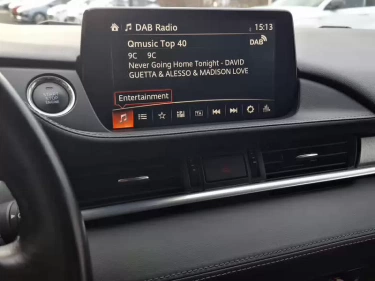 DAB Radio 15:13
Qmusic Top 40 DAB
9C 9C
Never Going Home Tonight - DAVID
GUETTA & ALESSO & MADISON LOVE
Entertainment